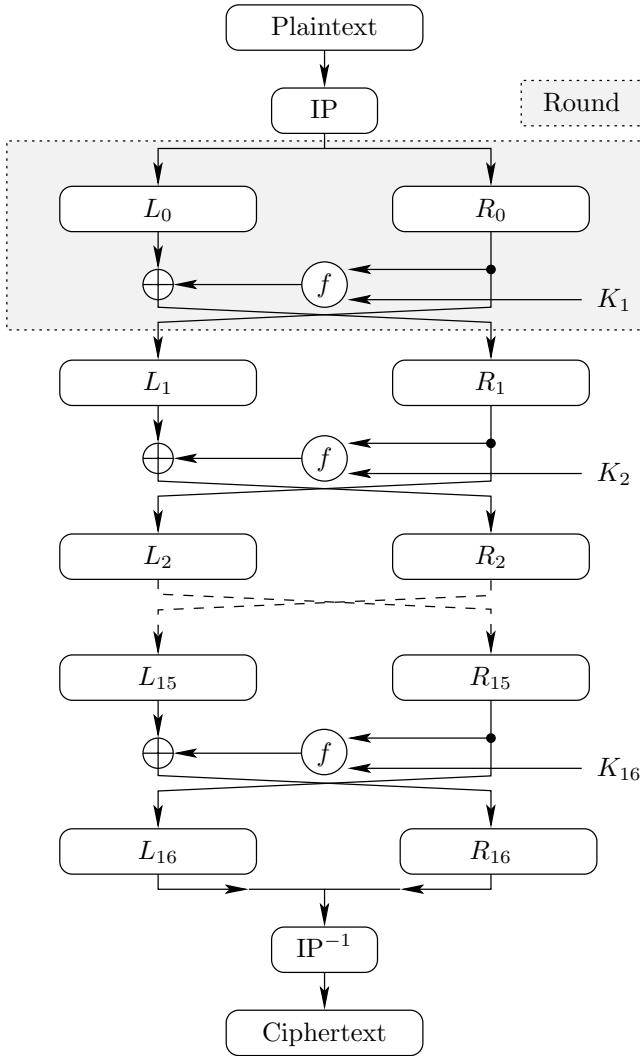 Plaintext
IP
Round
L₀ R₀
f
K₁
L₁ R₁
f
K₂
L₂ R₂
L₁₅ R₁₅
f
K₁₆
L₁₆ R₁₆
IP⁻¹
Ciphertext